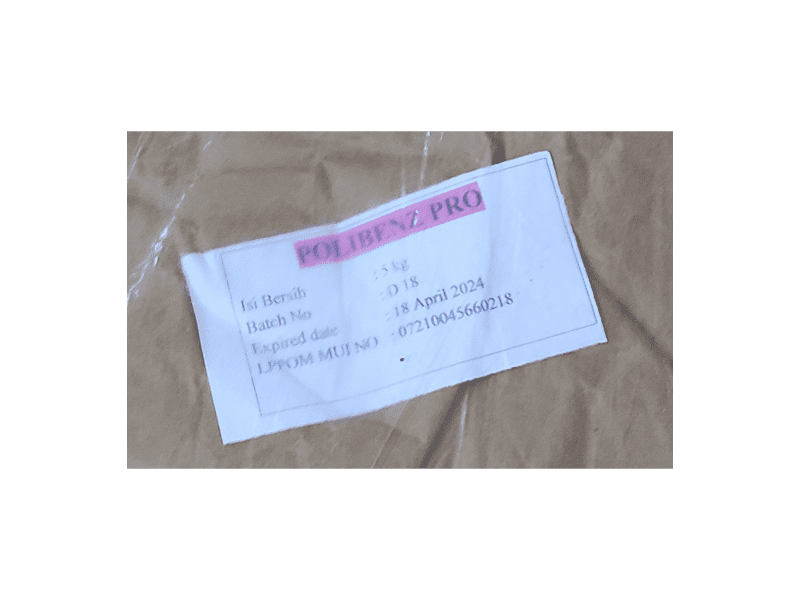 POLIBENZ PRO
Isi Bersih : 5 kg
Batch No : D 18
Expired date : 18 April 2024
LPPOM MUI NO : 07210045660218